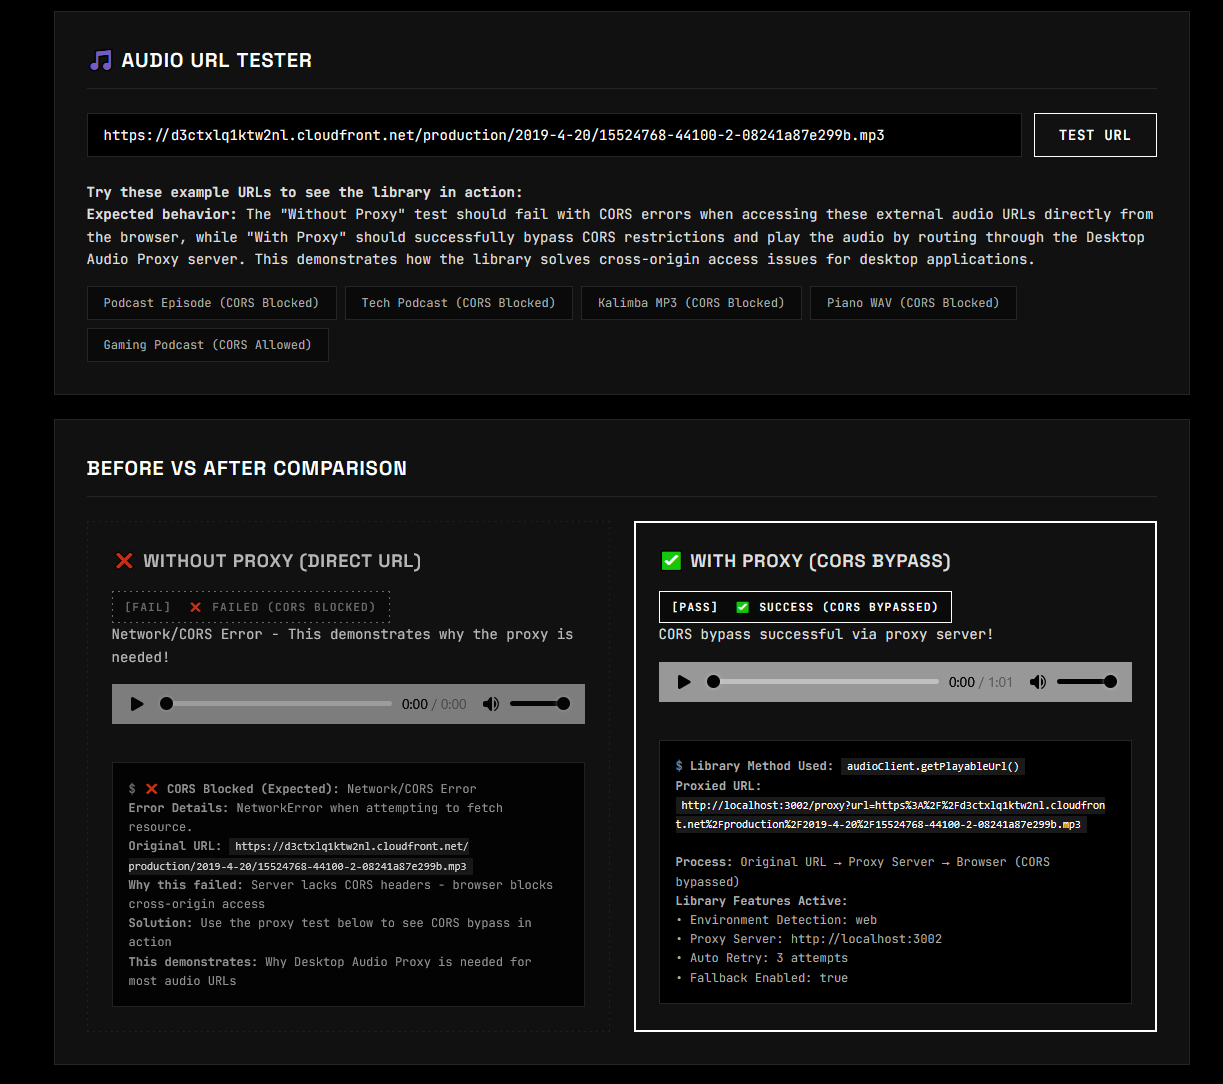 🎵 AUDIO URL TESTER
https://d3ctxlq1ktw2nl.cloudfront.net/production/2019-4-20/15524768-44100-2-08241a87e299b.mp3
TEST URL
Try these example URLs to see the library in action:
Expected behavior: The "Without Proxy" test should fail with CORS errors when accessing these external audio URLs directly from
the browser, while "With Proxy" should successfully bypass CORS restrictions and play the audio by routing through the Desktop
Audio Proxy server. This demonstrates how the library solves cross-origin access issues for desktop applications.
Podcast Episode (CORS Blocked)
Tech Podcast (CORS Blocked)
Kalimba MP3 (CORS Blocked)
Piano WAV (CORS Blocked)
Gaming Podcast (CORS Allowed)
BEFORE VS AFTER COMPARISON
❌ WITHOUT PROXY (DIRECT URL)
[FAIL] ❌ FAILED (CORS BLOCKED)
Network/CORS Error - This demonstrates why the proxy is
needed!
0:00 / 0:00
$ ❌ CORS Blocked (Expected): Network/CORS Error
Error Details: NetworkError when attempting to fetch
resource.
Original URL: https://d3ctxlq1ktw2nl.cloudfront.net/
production/2019-4-20/15524768-44100-2-08241a87e299b.mp3
Why this failed: Server lacks CORS headers - browser blocks
cross-origin access
Solution: Use the proxy test below to see CORS bypass in
action
This demonstrates: Why Desktop Audio Proxy is needed for
most audio URLs
✅ WITH PROXY (CORS BYPASS)
[PASS] ✅ SUCCESS (CORS BYPASSED)
CORS bypass successful via proxy server!
0:00 / 1:01
$ Library Method Used: audioClient.getPlayableUrl()
Proxied URL:
http://localhost:3002/proxy?url=https%3A%2F%2Fd3ctxlq1ktw2nl.cloudfron
t.net%2Fproduction%2F2019-4-20%2F15524768-44100-2-08241a87e299b.mp3
Process: Original URL → Proxy Server → Browser (CORS
bypassed)
Library Features Active:
• Environment Detection: web
• Proxy Server: http://localhost:3002
• Auto Retry: 3 attempts
• Fallback Enabled: true